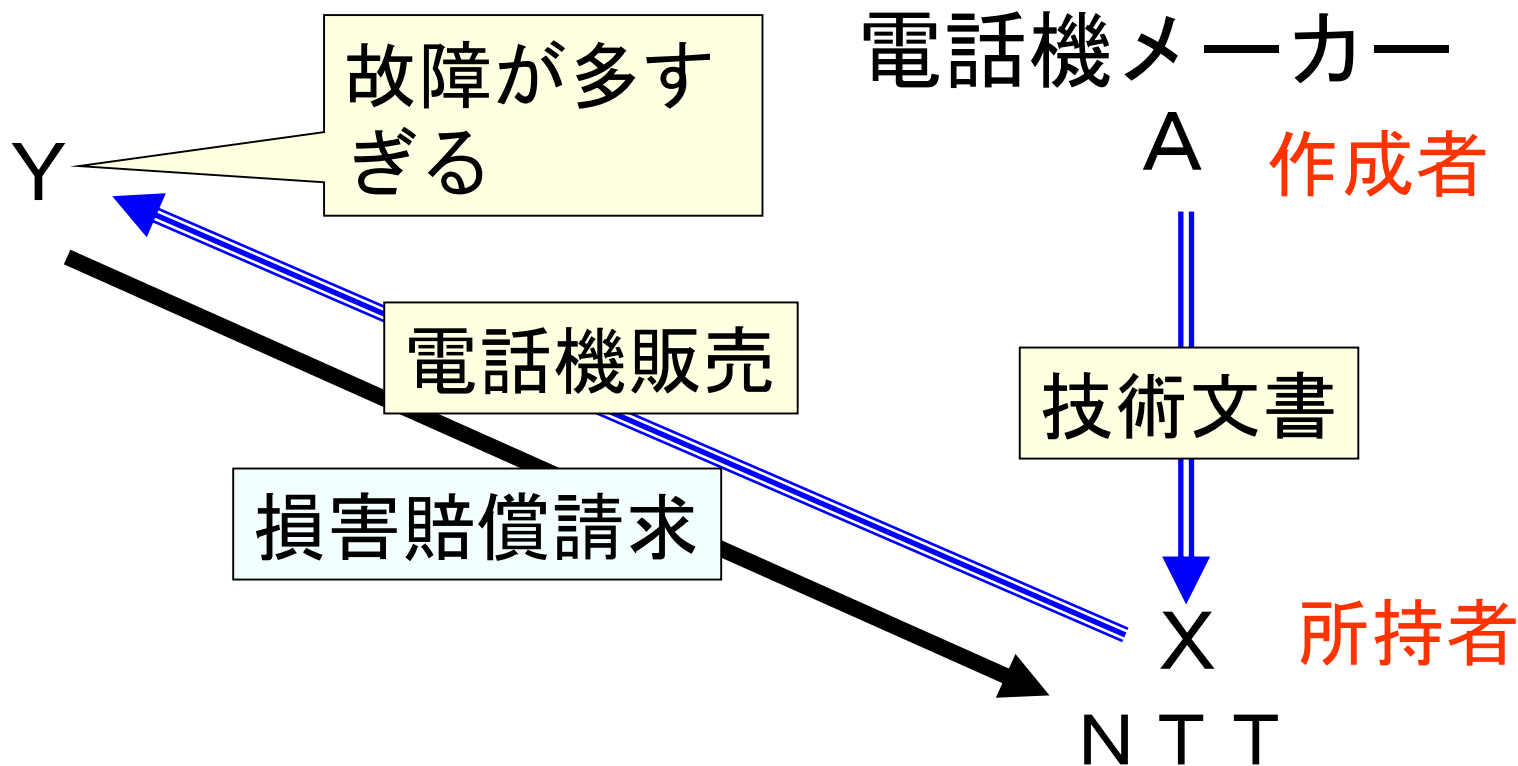 故障が多す
ぎる
Y
電話機メーカー
A
作成者
電話機販売
技術文書
損害賠償請求
X
所持者
ＮＴＴ